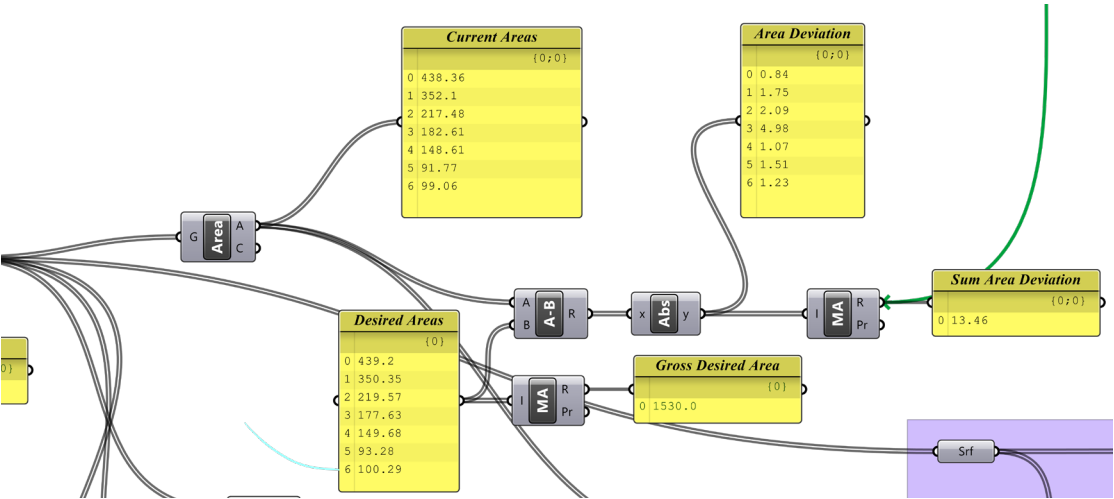 Current Areas
{0;0}
0 438.36
1 352.1
2 217.48
3 182.61
4 148.61
5 91.77
6 99.06
Area Deviation
{0;0}
0 0.84
1 1.75
2 2.09
3 4.98
4 1.07
5 1.51
6 1.23
G Area A
C
A A-B R
B
x Abs y
I MA R
Pr
Sum Area Deviation
{0;0}
0 13.46
Desired Areas
{0}
0 439.2
1 350.35
2 219.57
3 177.63
4 149.68
5 93.28
6 100.29
I MA R
Pr
Gross Desired Area
{0}
0 1530.0
0}
Srf